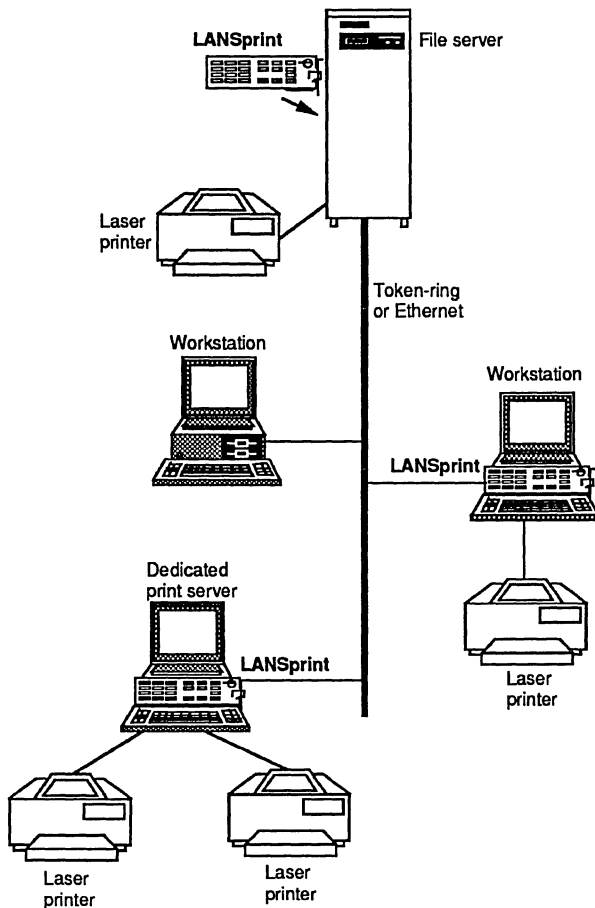 LANSprint
File server
Laser
printer
Token-ring
or Ethernet
Workstation
Workstation
LANSprint
Dedicated
print server
LANSprint
Laser
printer
Laser
printer
Laser
printer